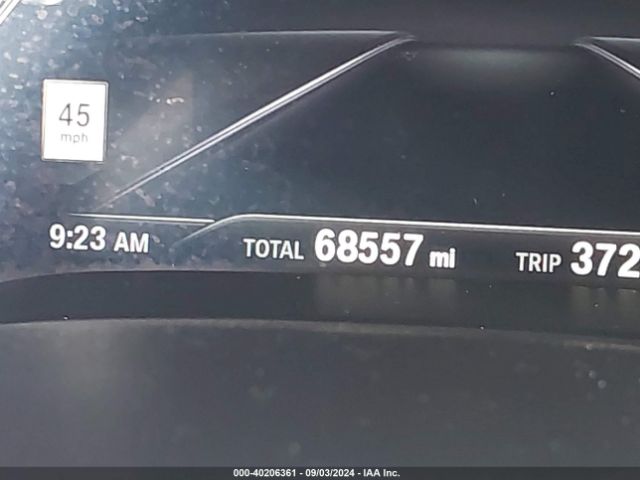 45
mph
9:23 AM
TOTAL 68557 mi
TRIP 372
000-40206361 - 09/03/2024 - IAA Inc.